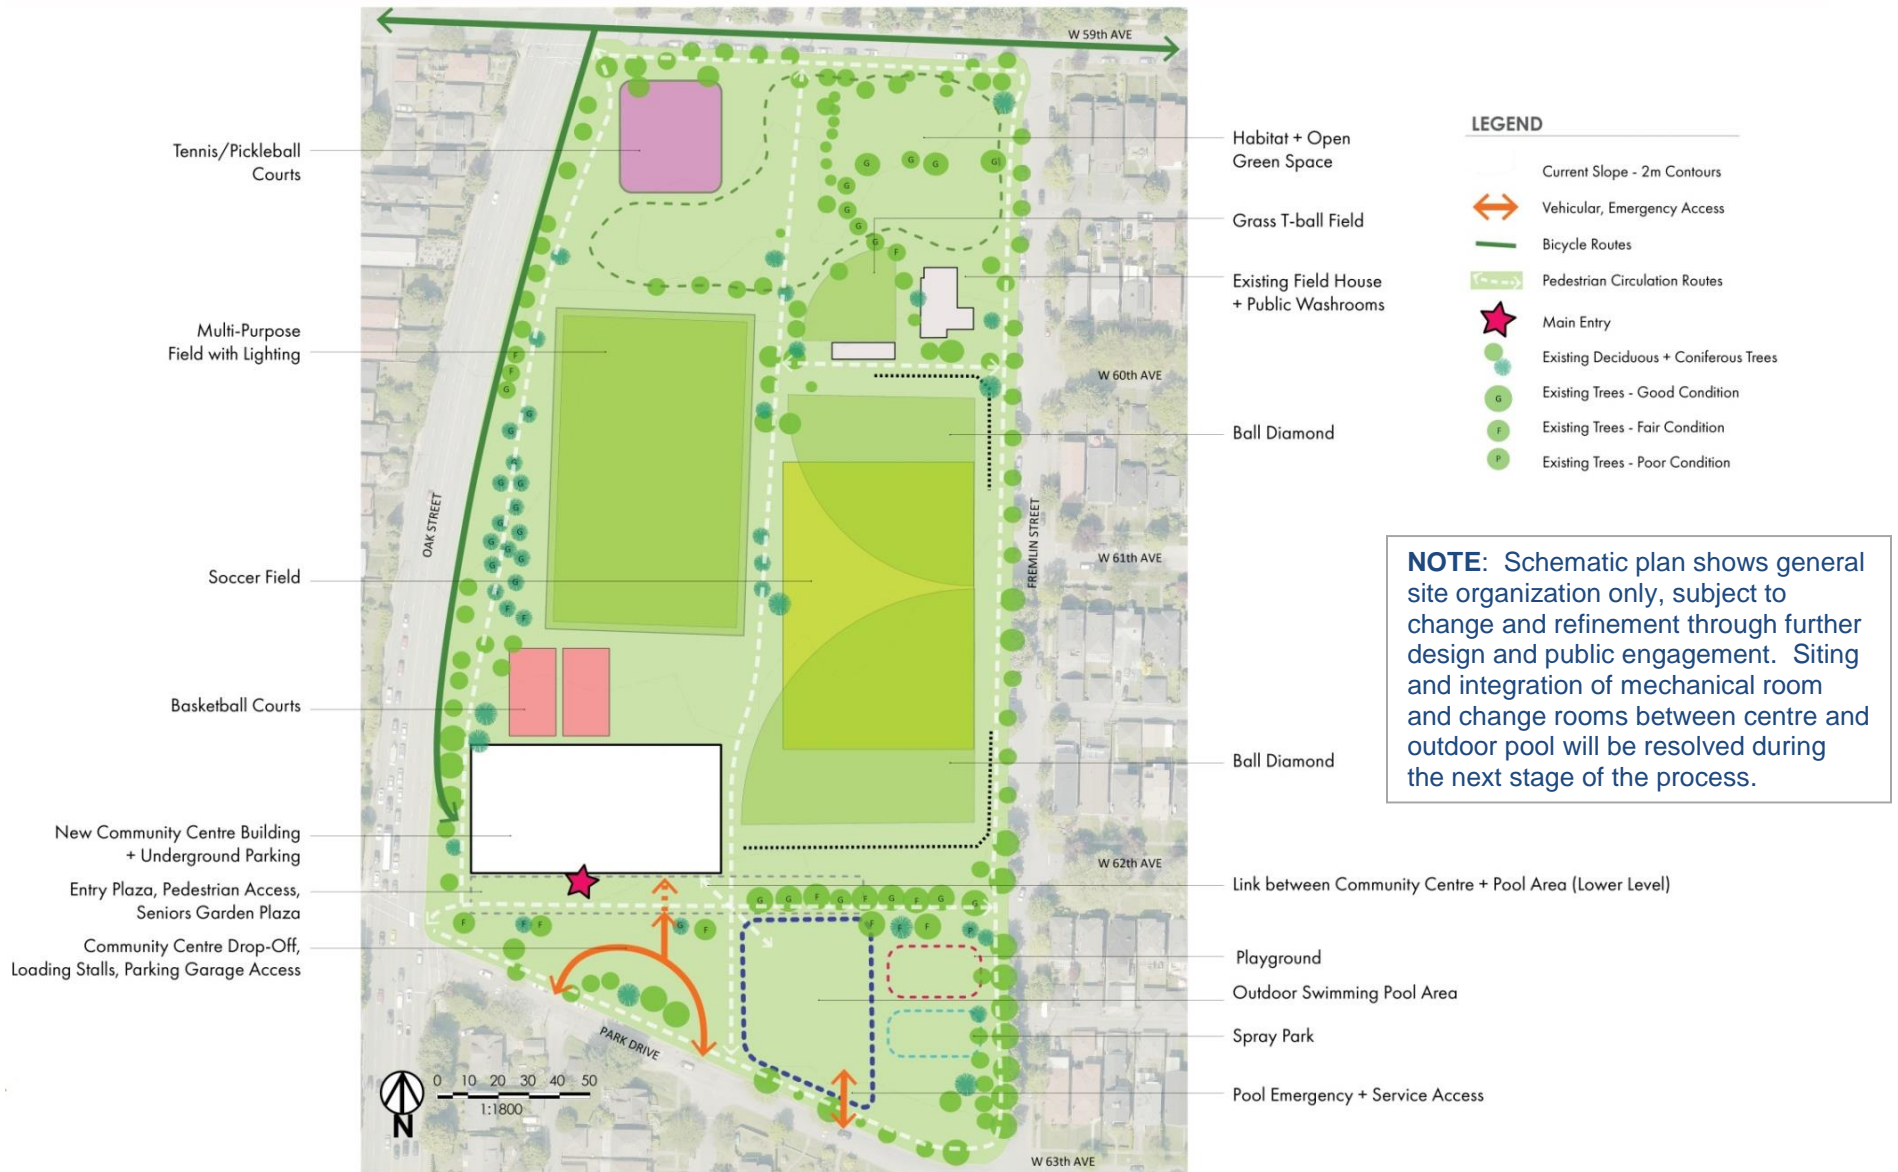 W 59th AVE
Tennis/Pickleball
Courts
Multi-Purpose
Field with Lighting
Soccer Field
Basketball Courts
New Community Centre Building
+ Underground Parking
Entry Plaza, Pedestrian Access,
Seniors Garden Plaza
Community Centre Drop-Off,
Loading Stalls, Parking Garage Access
OAK STREET
FREMLIN STREET
PARK DRIVE
W 60th AVE
W 61th AVE
W 62th AVE
W 63th AVE
Habitat + Open
Green Space
Grass T-ball Field
Existing Field House
+ Public Washrooms
Ball Diamond
Ball Diamond
Link between Community Centre + Pool Area (Lower Level)
Playground
Outdoor Swimming Pool Area
Spray Park
Pool Emergency + Service Access
0 10 20 30 40 50
1:1800
N
LEGEND
Current Slope - 2m Contours
Vehicular, Emergency Access
Bicycle Routes
Pedestrian Circulation Routes
Main Entry
Existing Deciduous + Coniferous Trees
G Existing Trees - Good Condition
F Existing Trees - Fair Condition
P Existing Trees - Poor Condition
NOTE: Schematic plan shows general
site organization only, subject to
change and refinement through further
design and public engagement. Siting
and integration of mechanical room
and change rooms between centre and
outdoor pool will be resolved during
the next stage of the process.